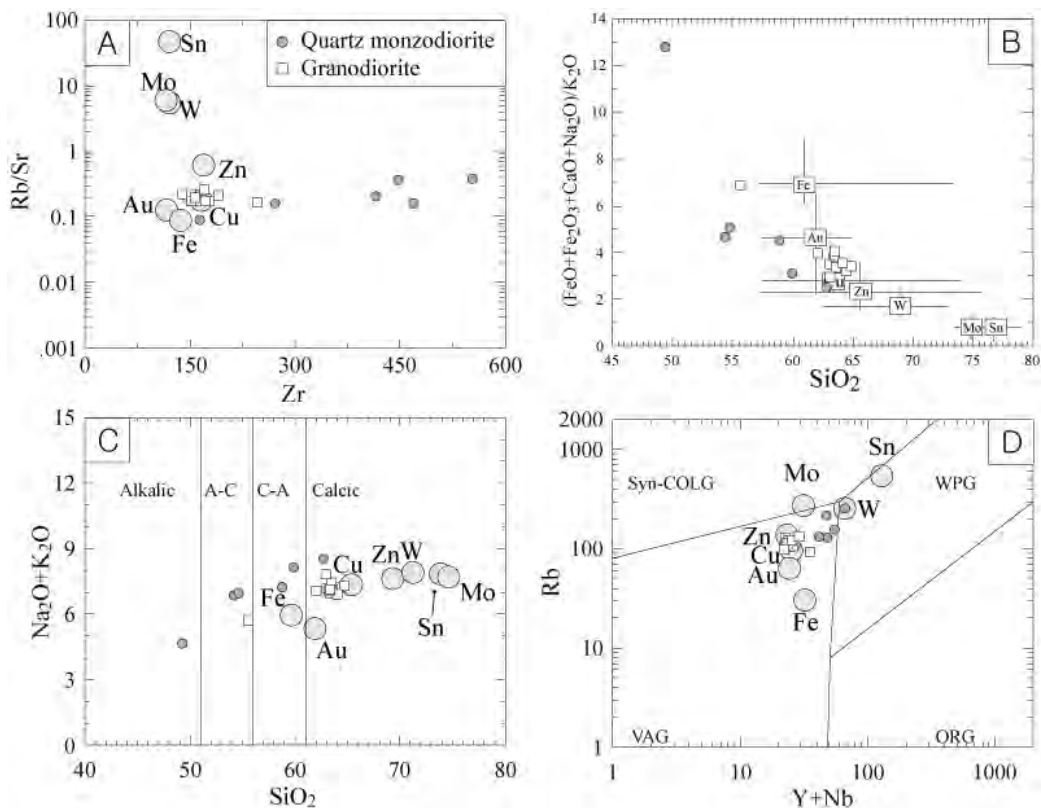 A
100
10
1
0.1
0.01
.001
Rb/Sr
0
150
300
450
600
Zr
Sn
Mo
W
Zn
Au
Cu
Fe
Quartz monzodiorite
Granodiorite
B
14
12
10
8
6
4
2
0
(FeO+Fe₂O₃+CaO+Na₂O)/K₂O
45
50
55
60
65
70
75
80
SiO₂
Fe
Au
Zn
W
Mo
Sn
C
15
12
9
6
3
0
Na₂O+K₂O
40
50
60
70
80
SiO₂
Alkalic
A-C
C-A
Calcic
Fe
Au
Cu
Zn
W
Sn
Mo
D
2000
1000
100
10
1
Rb
1
10
100
1000
Y+Nb
Syn-COLG
WPG
VAG
ORG
Mo
Sn
W
Zn
Cu
Au
Fe